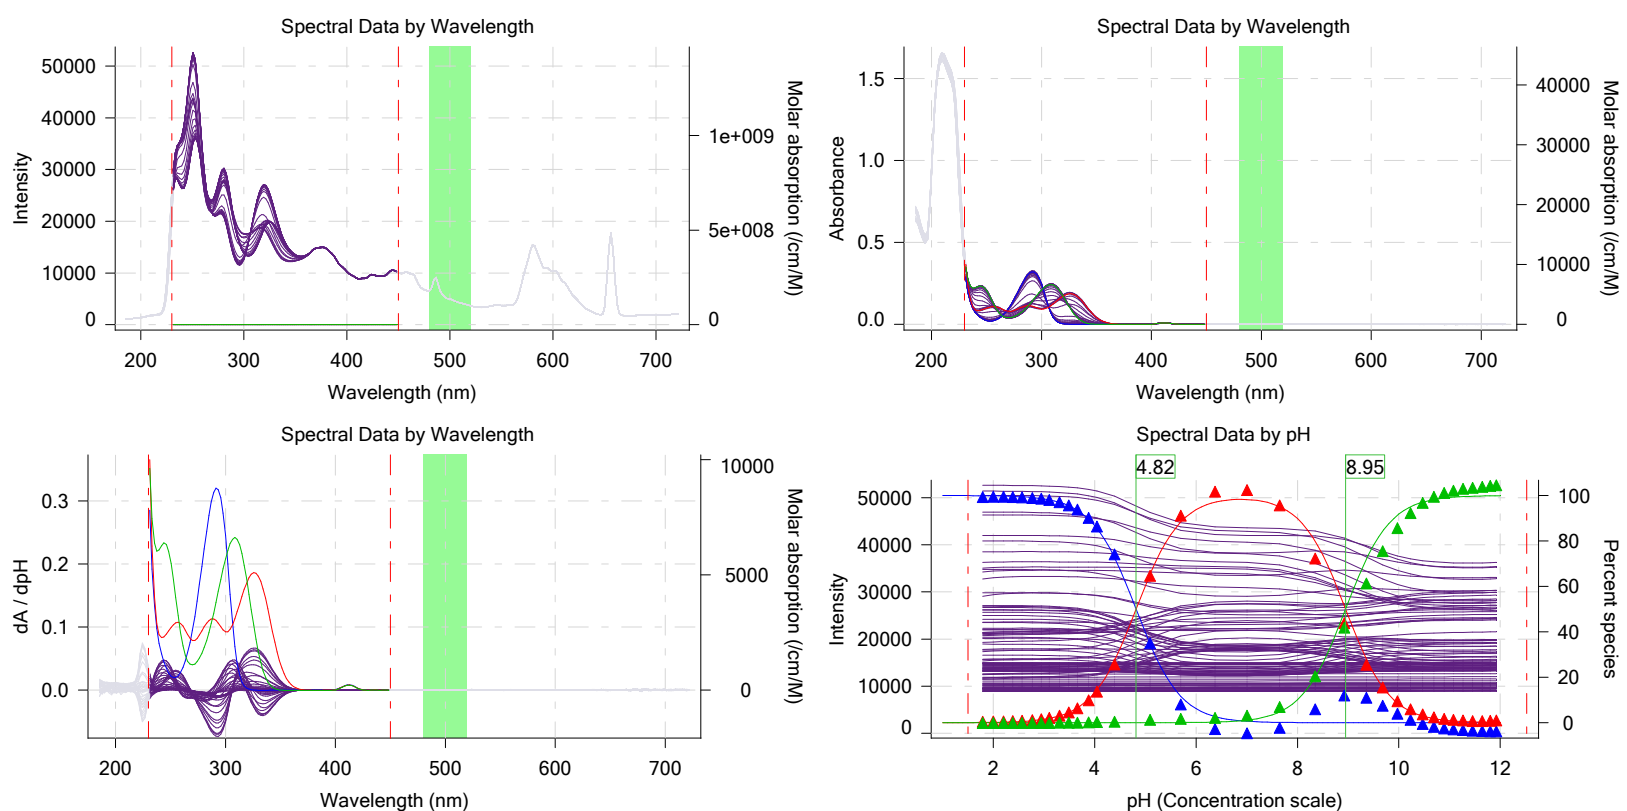 Spectral Data by Wavelength
50000
40000
30000
20000
10000
0
Intensity
1e+009
5e+008
0
Molar absorption (/cm/M)
200 300 400 500 600 700
Wavelength (nm)
Spectral Data by Wavelength
1.5
1.0
0.5
0.0
Absorbance
40000
30000
20000
10000
0
Molar absorption (/cm/M)
200 300 400 500 600 700
Wavelength (nm)
Spectral Data by Wavelength
0.3
0.2
0.1
0.0
dA / dpH
10000
5000
0
Molar absorption (/cm/M)
200 300 400 500 600 700
Wavelength (nm)
Spectral Data by pH
4.82 8.95
50000
40000
30000
20000
10000
0
Intensity
100
80
60
40
20
0
Percent species
2 4 6 8 10 12
pH (Concentration scale)